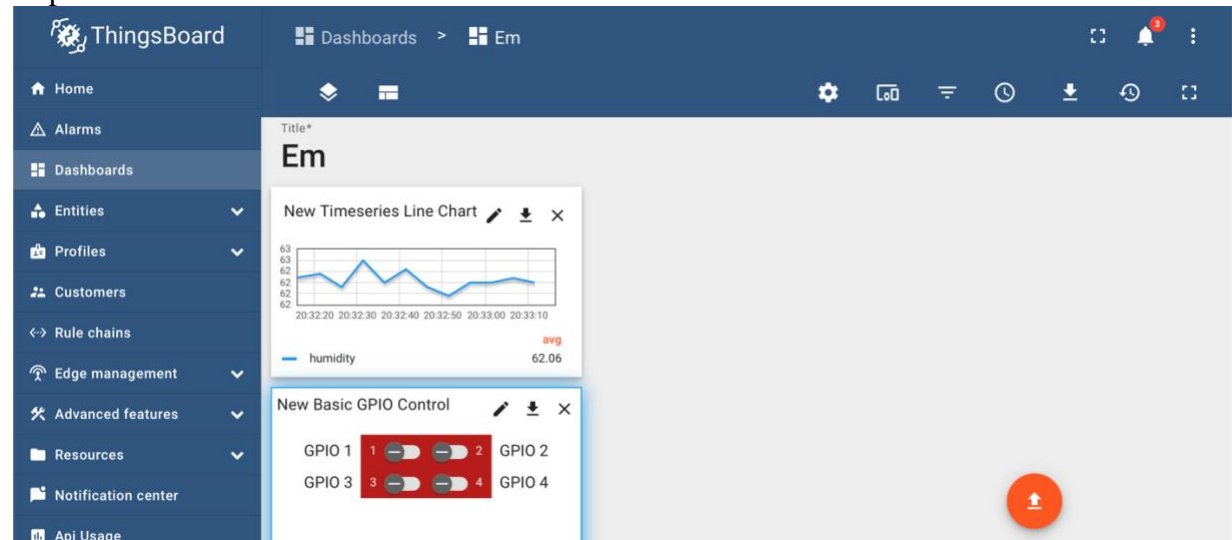 ThingsBoard
Dashboards > Em
3
Home
Alarms
Dashboards
Entities
Profiles
Customers
Rule chains
Edge management
Advanced features
Resources
Notification center
Api Usage
Title*
Em
New Timeseries Line Chart
63
63
62
62
62
62
20:32:20 20:32:30 20:32:40 20:32:50 20:33:00 20:33:10
avg
humidity 62.06
New Basic GPIO Control
GPIO 1 1 2 GPIO 2
GPIO 3 3 4 GPIO 4